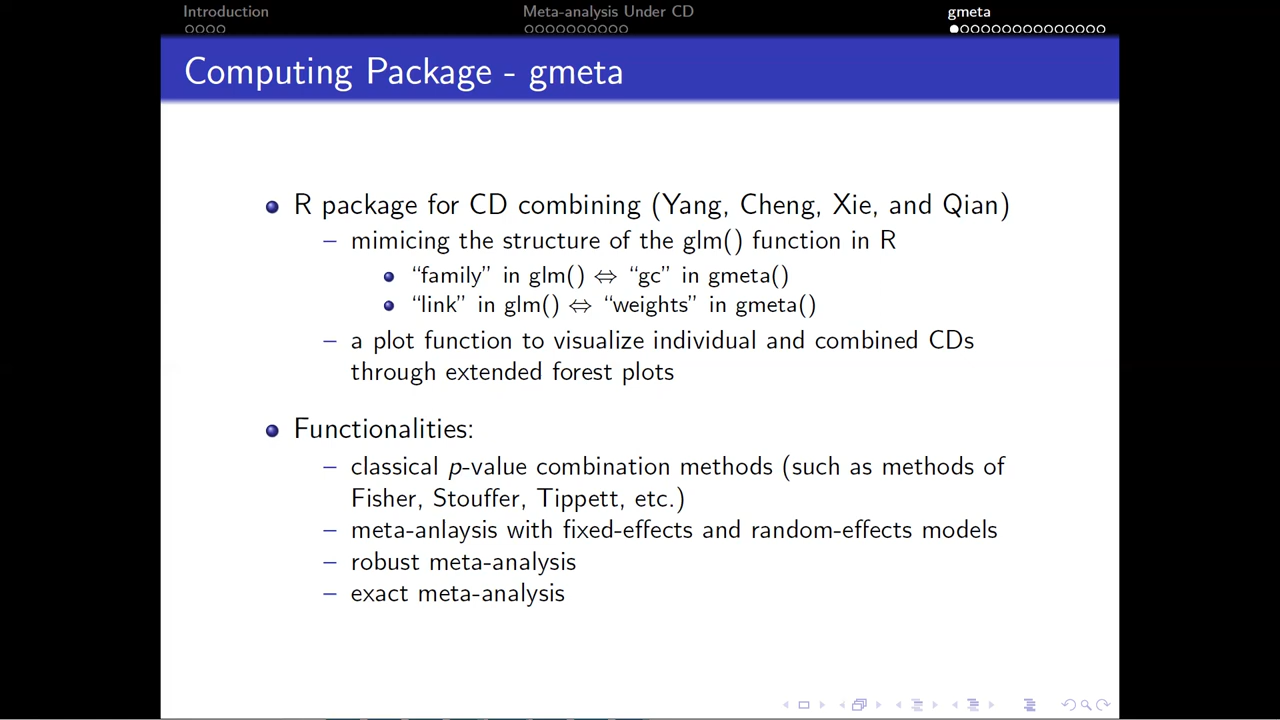 Introduction
Meta-analysis Under CD
gmeta
Computing Package - gmeta
R package for CD combining (Yang, Cheng, Xie, and Qian)
– mimicing the structure of the glm() function in R
“family” in glm() ⇔ “gc” in gmeta()
“link” in glm() ⇔ “weights” in gmeta()
– a plot function to visualize individual and combined CDs
through extended forest plots
Functionalities:
– classical p-value combination methods (such as methods of
Fisher, Stouffer, Tippett, etc.)
– meta-anlaysis with fixed-effects and random-effects models
– robust meta-analysis
– exact meta-analysis